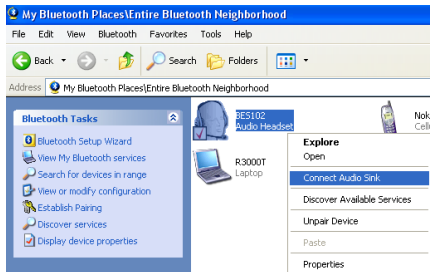 My Bluetooth Places\Entire Bluetooth Neighborhood
File Edit View Bluetooth Favorites Tools Help
Back Search Folders
Address My Bluetooth Places\Entire Bluetooth Neighborhood
Bluetooth Tasks
Bluetooth Setup Wizard
View My Bluetooth services
Search for devices in range
View or modify configuration
Establish Pairing
Discover services
Display device properties
BE5102
Audio Headset
Nok
Cellu
R3000T
Laptop
Explore
Open
Connect Audio Sink
Discover Available Services
Unpair Device
Paste
Properties